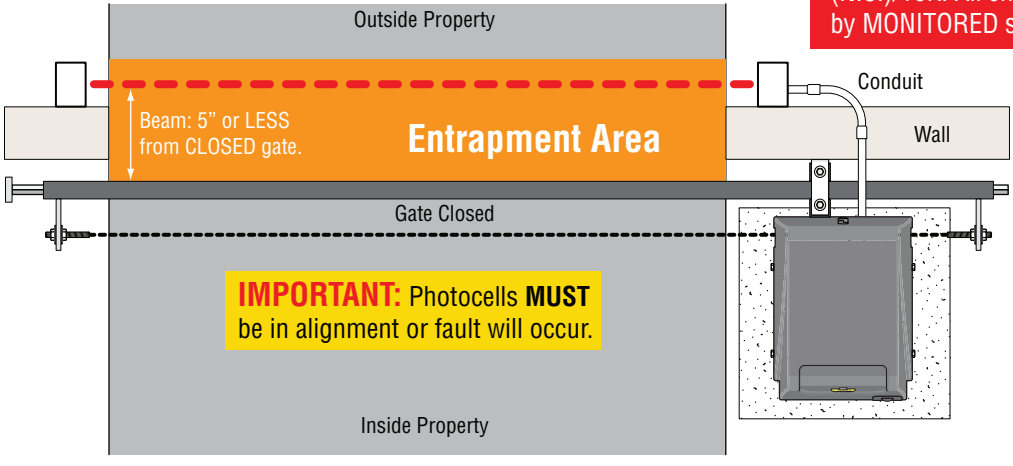 Outside Property
by MONITORED
Conduit
Beam: 5” or LESS
from CLOSED gate.
Entrapment Area
Wall
Gate Closed
IMPORTANT: Photocells MUST
be in alignment or fault will occur.
Inside Property